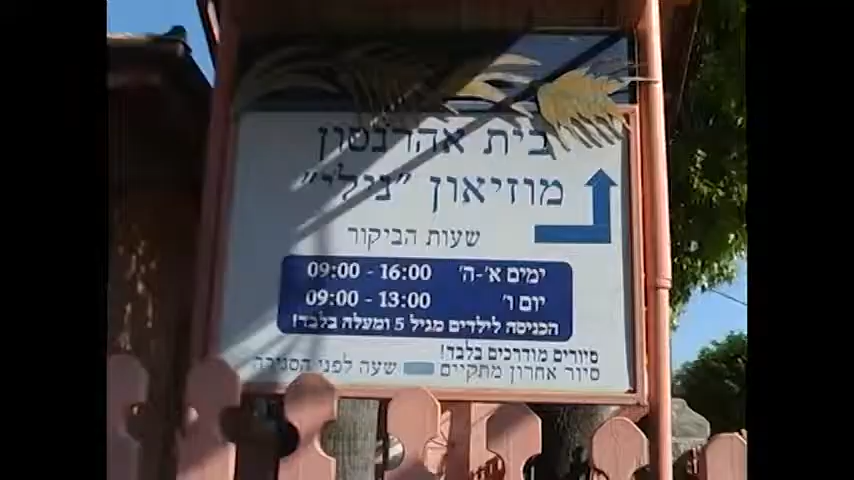 בית אהרנסון
מוזיאון "ניל"י"
שעות הביקור
ימים א'-ה' 09:00 - 16:00
יום ו' 09:00 - 13:00
הכניסה לילדים מגיל 5 ומעלה בלבד!
סיורים מודרכים בלבד!
סיור אחרון מתקיים שעה לפני הסגירה